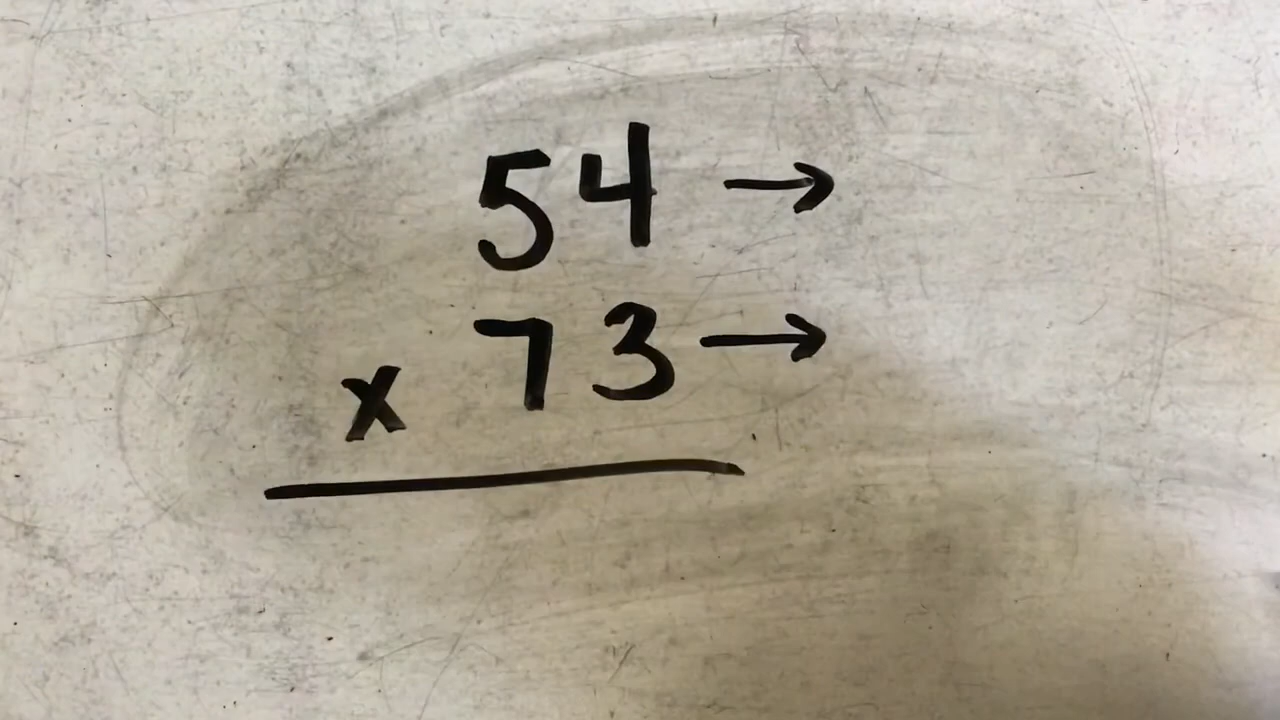 54 →
x 73 →